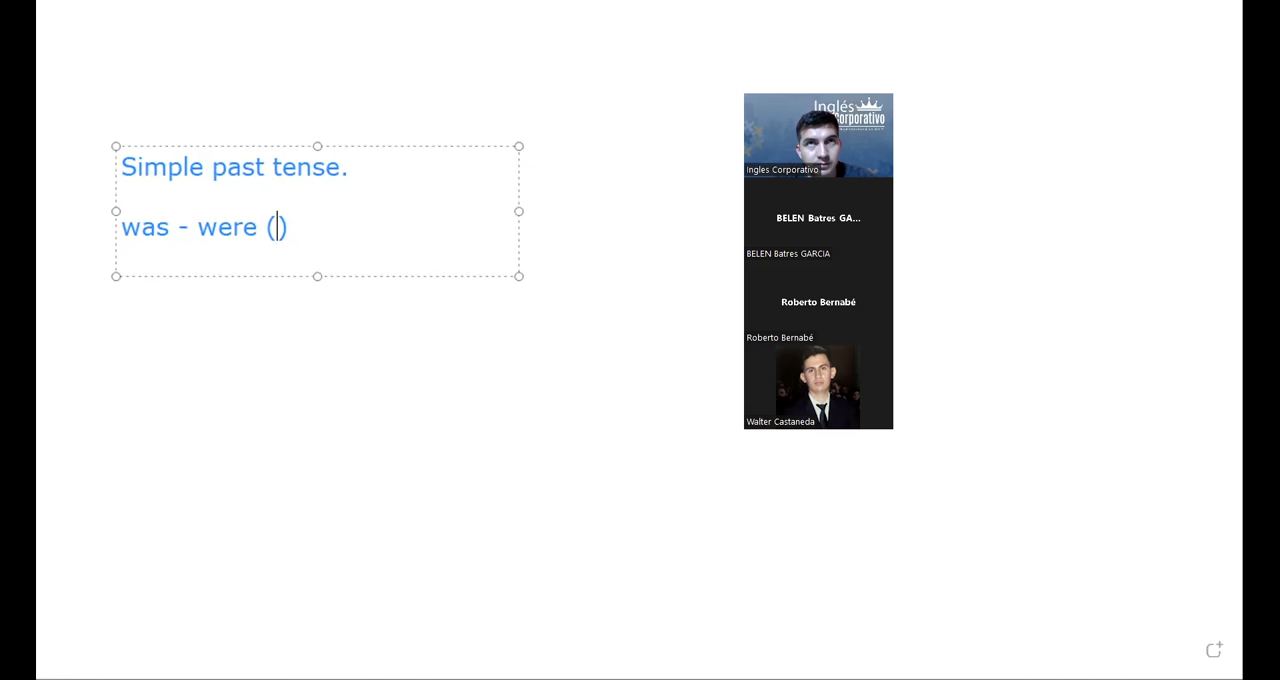 Simple past tense.
was - were ()
Inglés
Corporativo
Ingles Corporativo
BELEN Batres GA...
BELEN Batres GARCIA
Roberto Bernabé
Roberto Bernabé
Walter Castaneda